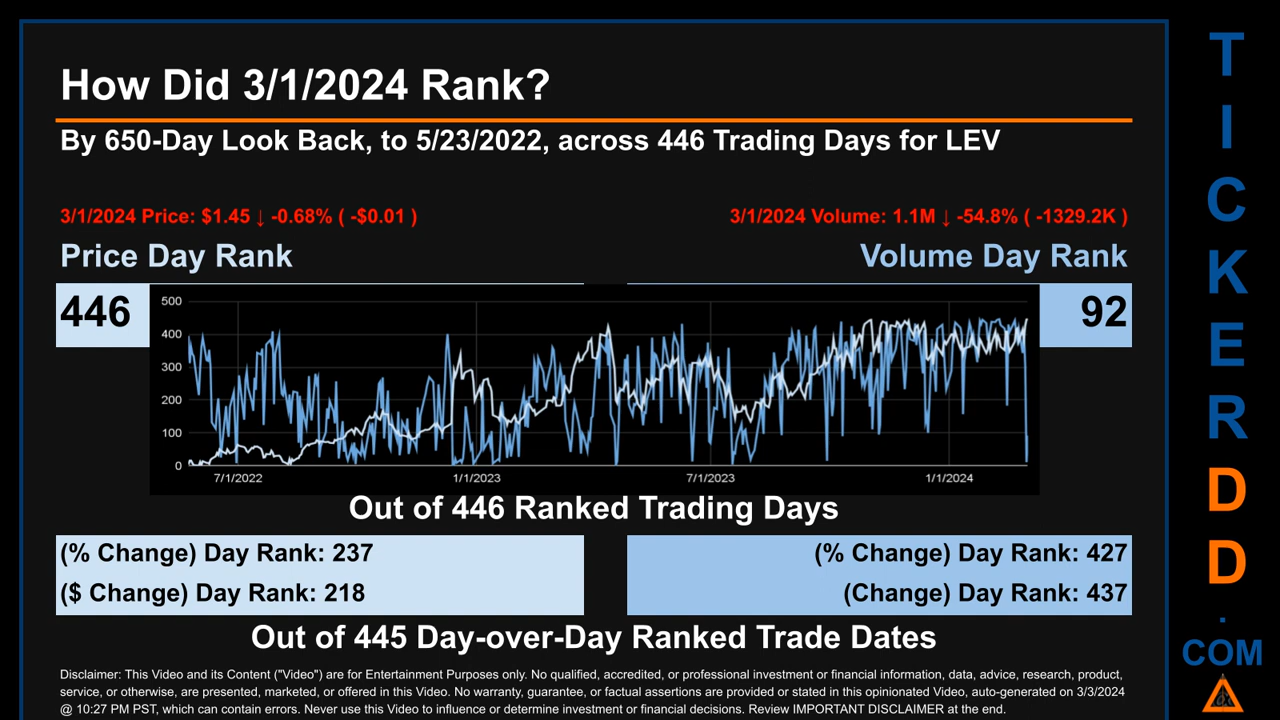 How Did 3/1/2024 Rank?
By 650-Day Look Back, to 5/23/2022, across 446 Trading Days for LEV
3/1/2024 Price: $1.45 ↓ -0.68% ( -$0.01 )
3/1/2024 Volume: 1.1M ↓ -54.8% ( -1329.2K )
Price Day Rank
Volume Day Rank
446
92
500
400
300
200
100
0
7/1/2022
1/1/2023
7/1/2023
1/1/2024
Out of 446 Ranked Trading Days
(% Change) Day Rank: 237
($ Change) Day Rank: 218
(% Change) Day Rank: 427
(Change) Day Rank: 437
Out of 445 Day-over-Day Ranked Trade Dates
Disclaimer: This Video and its Content ("Video") are for Entertainment Purposes only. No qualified, accredited, or professional investment or financial information, data, advice, research, product,
service, or otherwise, are presented, marketed, or offered in this Video. No warranty, guarantee, or factual assertions are provided or stated in this opinionated Video, auto-generated on 3/3/2024
@ 10:27 PM PST, which can contain errors. Never use this Video to influence or determine investment or financial decisions. Review IMPORTANT DISCLAIMER at the end.
T
I
C
K
E
R
D
D
.
COM